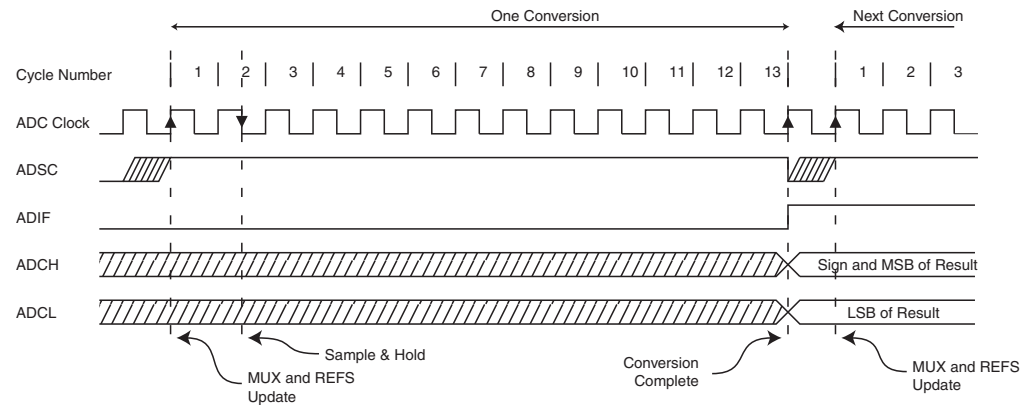 One Conversion
Next Conversion
Cycle Number
1 2 3 4 5 6 7 8 9 10 11 12 13 1 2 3
ADC Clock
ADSC
ADIF
ADCH
Sign and MSB of Result
ADCL
LSB of Result
Sample & Hold
MUX and REFS
Update
Conversion
Complete
MUX and REFS
Update